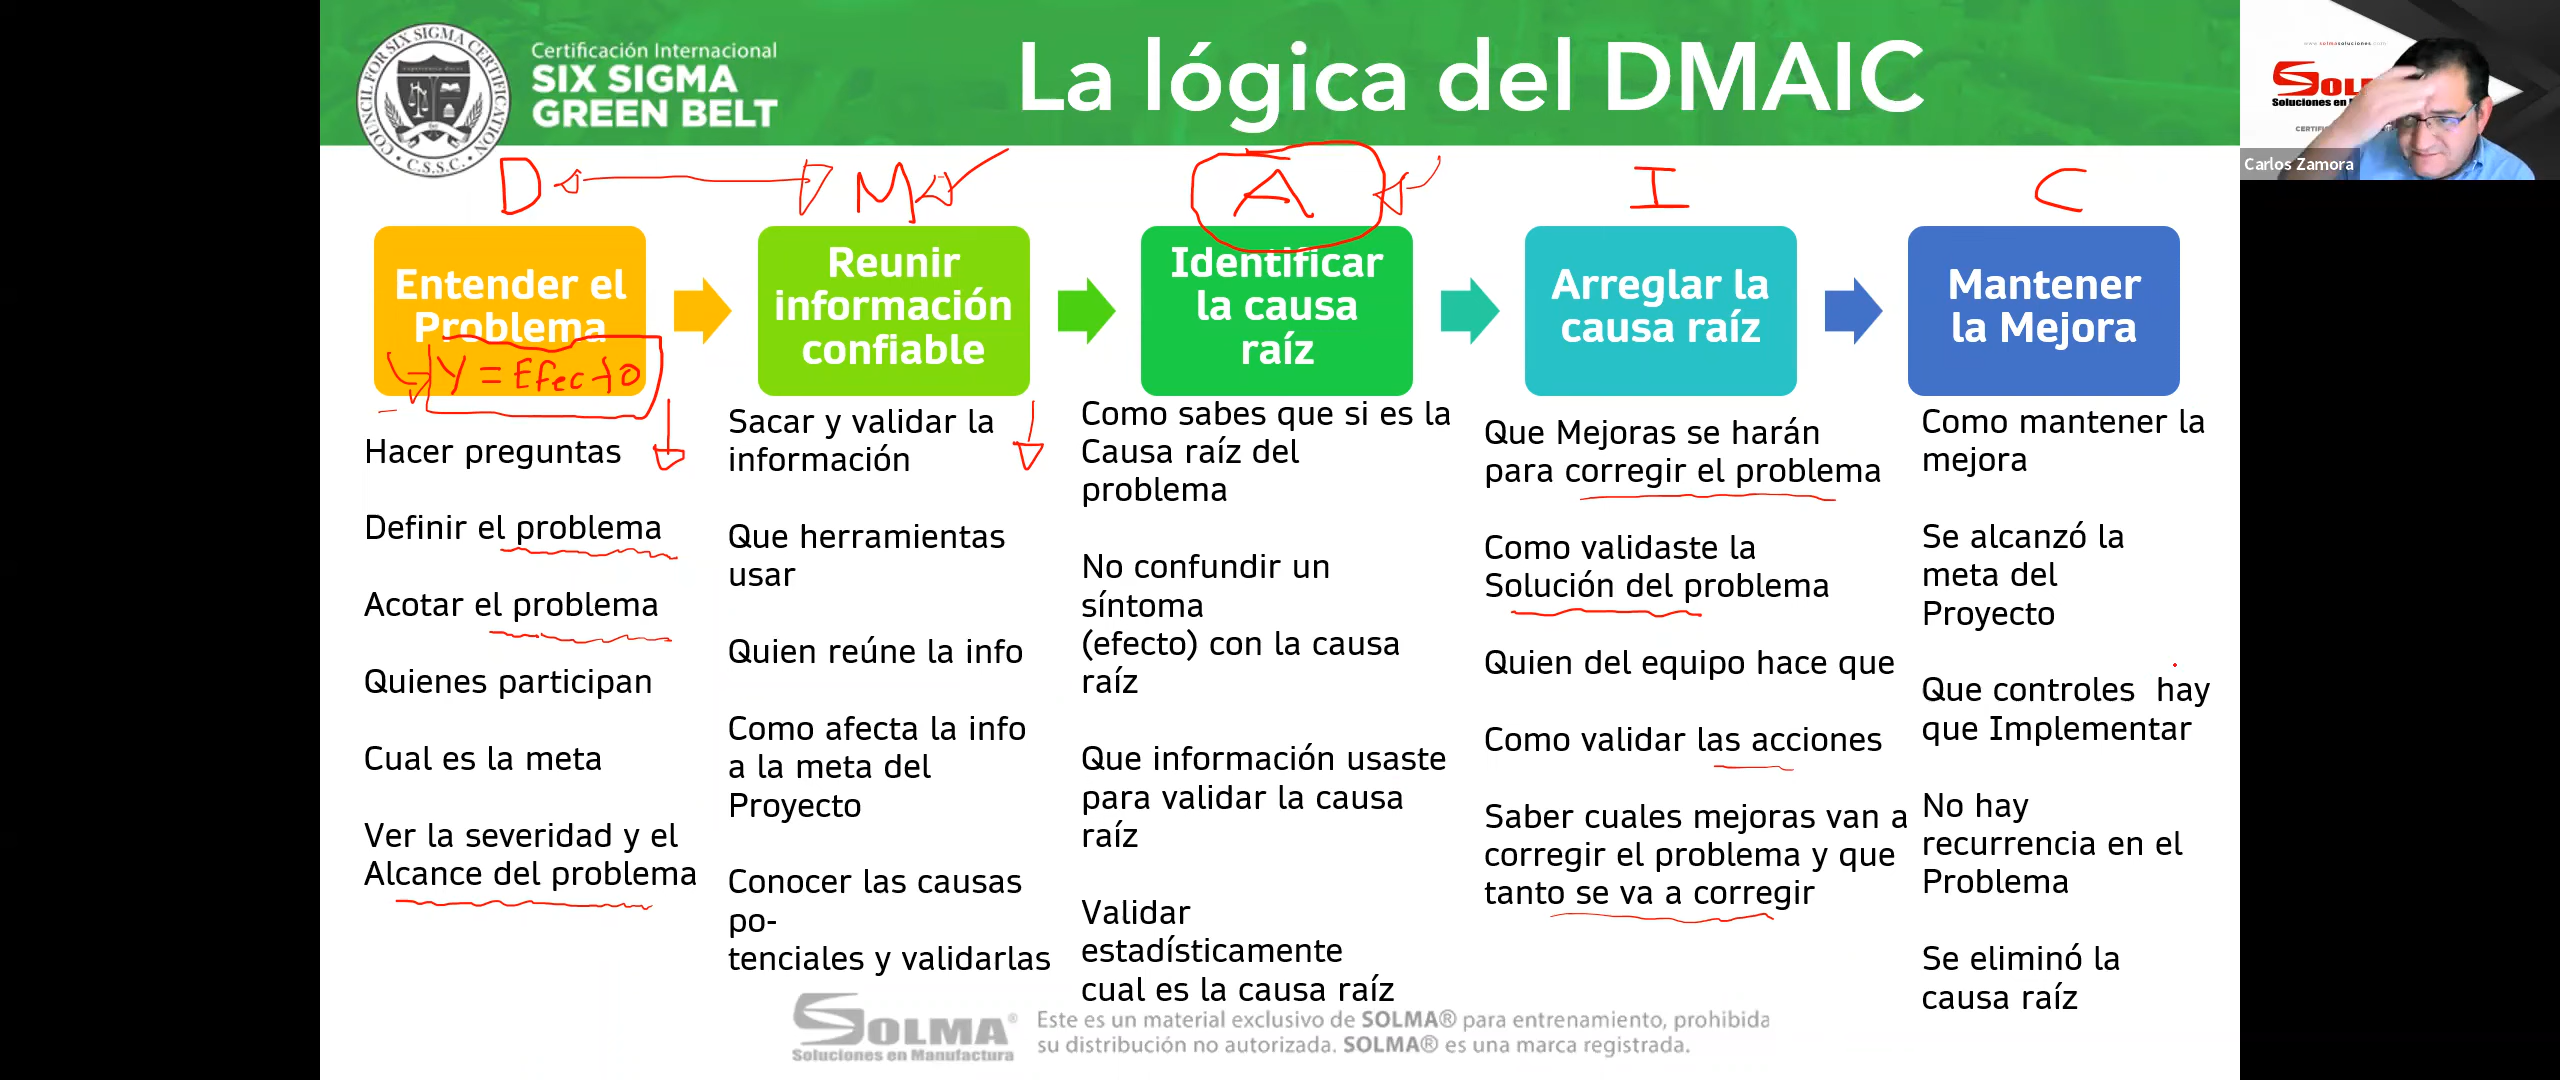 COUNCIL FOR SIX SIGMA CERTIFICATION
C.S.S.C.
Certificación Internacional
SIX SIGMA
GREEN BELT
La lógica del DMAIC
Carlos Zamora
D
M
A
I
C
Entender el
Problema
Y = Efecto
Hacer preguntas
Definir el problema
Acotar el problema
Quienes participan
Cual es la meta
Ver la severidad y el
Alcance del problema
Reunir
información
confiable
Sacar y validar la
información
Que herramientas
usar
Quien reúne la info
Como afecta la info
a la meta del
Proyecto
Conocer las causas
po-
tenciales y validarlas
Identificar
la causa
raíz
Como sabes que si es la
Causa raíz del
problema
No confundir un
síntoma
(efecto) con la causa
raíz
Que información usaste
para validar la causa
raíz
Validar
estadísticamente
cual es la causa raíz
Arreglar la
causa raíz
Que Mejoras se harán
para corregir el problema
Como validaste la
Solución del problema
Quien del equipo hace que
Como validar las acciones
Saber cuales mejoras van a
corregir el problema y que
tanto se va a corregir
Mantener
la Mejora
Como mantener la
mejora
Se alcanzó la
meta del
Proyecto
Que controles hay
que Implementar
No hay
recurrencia en el
Problema
Se eliminó la
causa raíz
SOLMA®
Soluciones en Manufactura
Este es un material exclusivo de SOLMA® para entrenamiento, prohibida
su distribución no autorizada. SOLMA® es una marca registrada.